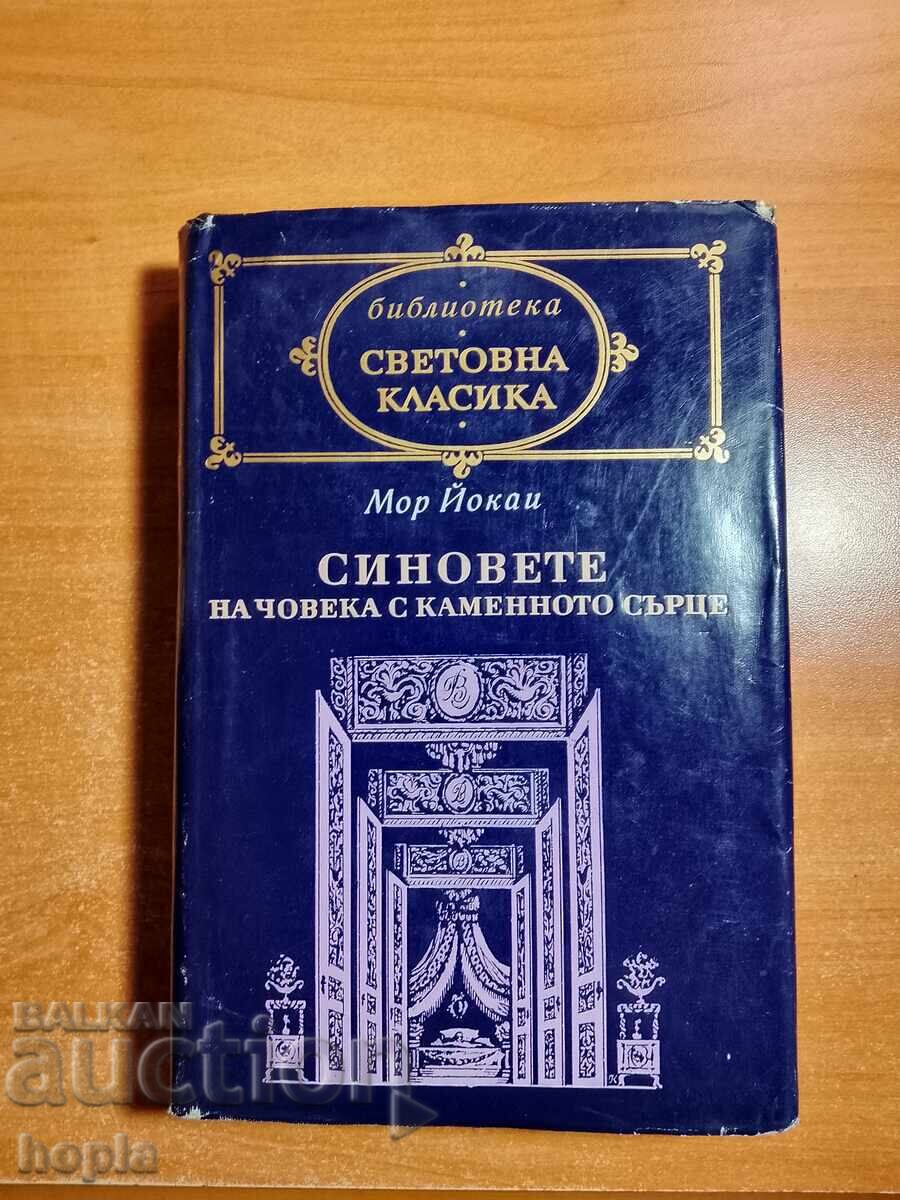 библиотека
СВЕТОВНА
КЛАСИКА
Мор Йокаи
СИНОВЕТЕ
НА ЧОВЕКА С КАМЕННОТО СЪРЦЕ
B
B
B
BALKAN
auction
hopla